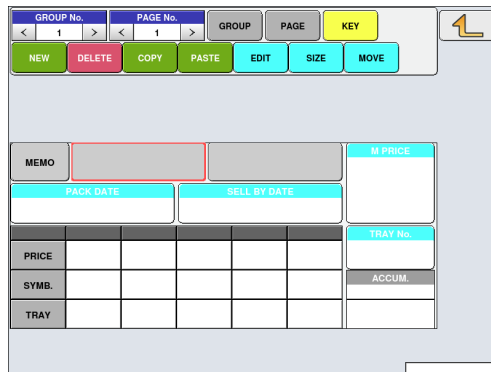 GROUP No.
PAGE No.
< 1 >
< 1 >
GROUP
PAGE
KEY
NEW
DELETE
COPY
PASTE
EDIT
SIZE
MOVE
MEMO
M PRICE
PACK DATE
SELL BY DATE
TRAY No.
PRICE
SYMB.
ACCUM.
TRAY